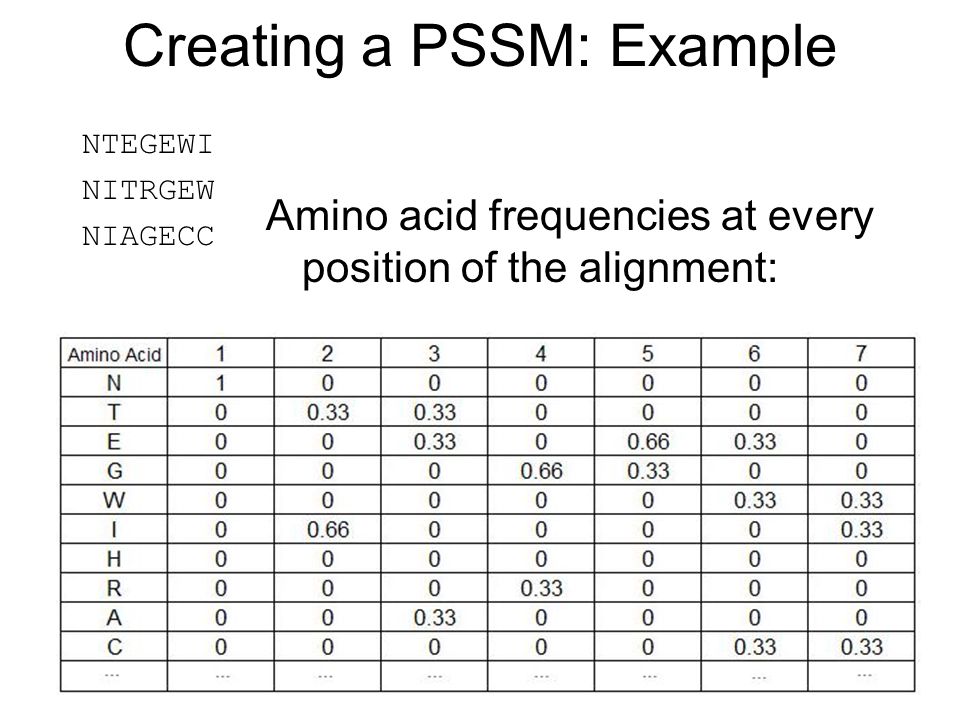 Creating a PSSM: Example
NTEGEWI
NITRGEW
NIAGECC
Amino acid frequencies at every
position of the alignment:
Amino Acid 1 2 3 4 5 6 7
N 1 0 0 0 0 0 0
T 0 0.33 0.33 0 0 0 0
E 0 0 0.33 0 0.66 0.33 0
G 0 0 0 0.66 0.33 0 0
W 0 0 0 0 0 0.33 0.33
I 0 0.66 0 0 0 0 0.33
H 0 0 0 0 0 0 0
R 0 0 0 0.33 0 0 0
A 0 0 0.33 0 0 0 0
C 0 0 0 0 0 0.33 0.33
... ... ... ... ... ... ... ...